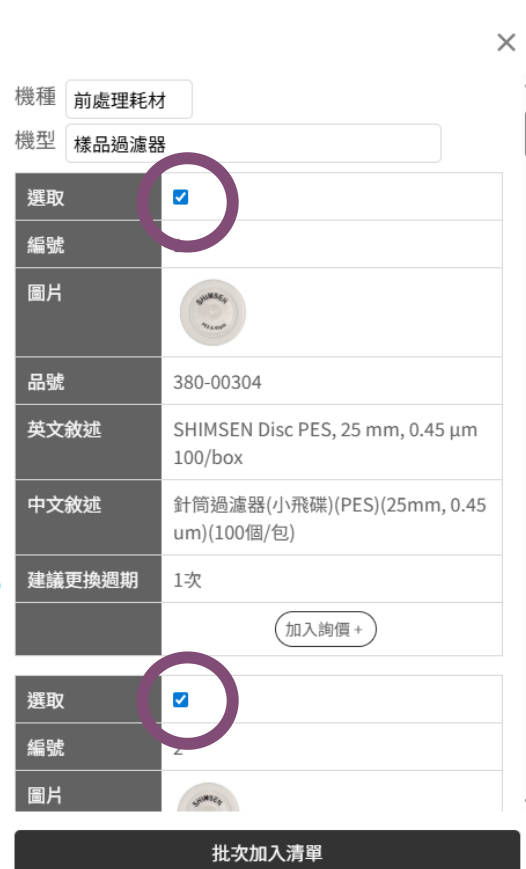 機種 前處理耗材
機型 樣品過濾器
選取
編號
圖片
SHIMSEN
品號 380-00304
英文敘述 SHIMSEN Disc PES, 25 mm, 0.45 μm
100/box
中文敘述 針筒過濾器(小飛碟)(PES)(25mm, 0.45
um)(100個/包)
建議更換週期 1次
加入詢價 +
選取
編號 2
圖片
SHIMSEN
批次加入清單